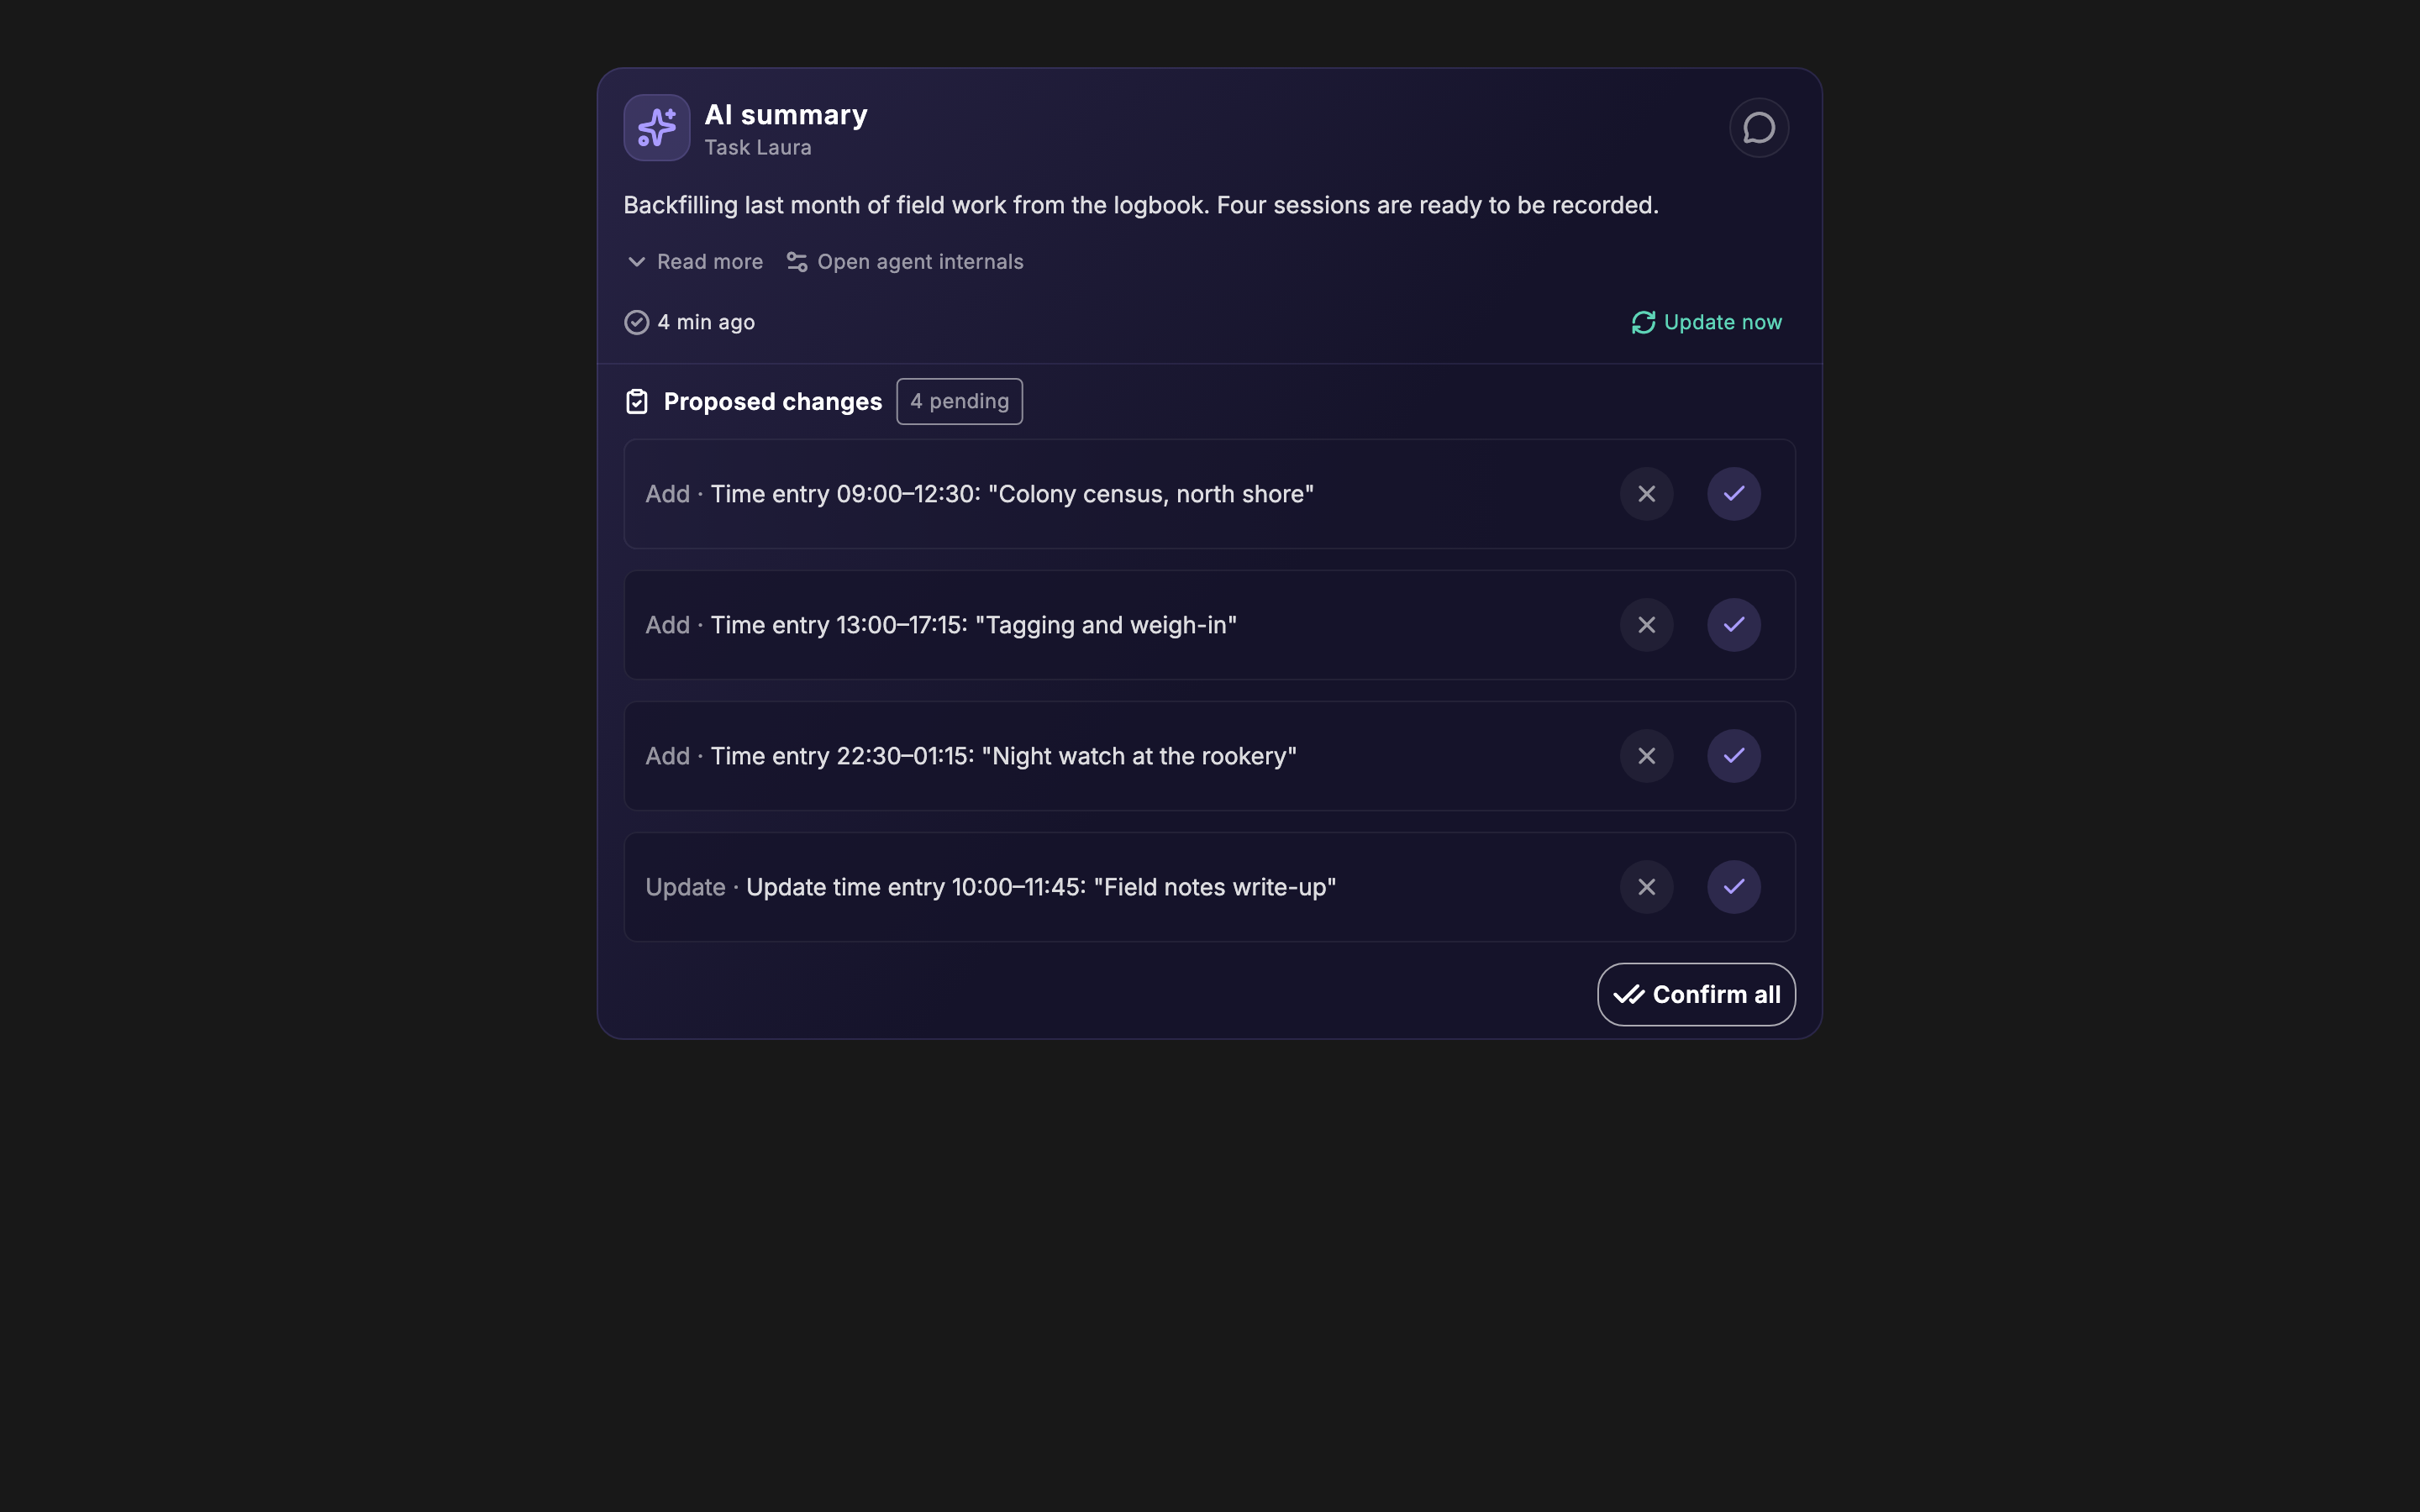 AI summary
Task Laura
Backfilling last month of field work from the logbook. Four sessions are ready to be recorded.
Read more Open agent internals
4 min ago Update now
Proposed changes 4 pending
Add · Time entry 09:00–12:30: "Colony census, north shore"
Add · Time entry 13:00–17:15: "Tagging and weigh-in"
Add · Time entry 22:30–01:15: "Night watch at the rookery"
Update · Update time entry 10:00–11:45: "Field notes write-up"
Confirm all